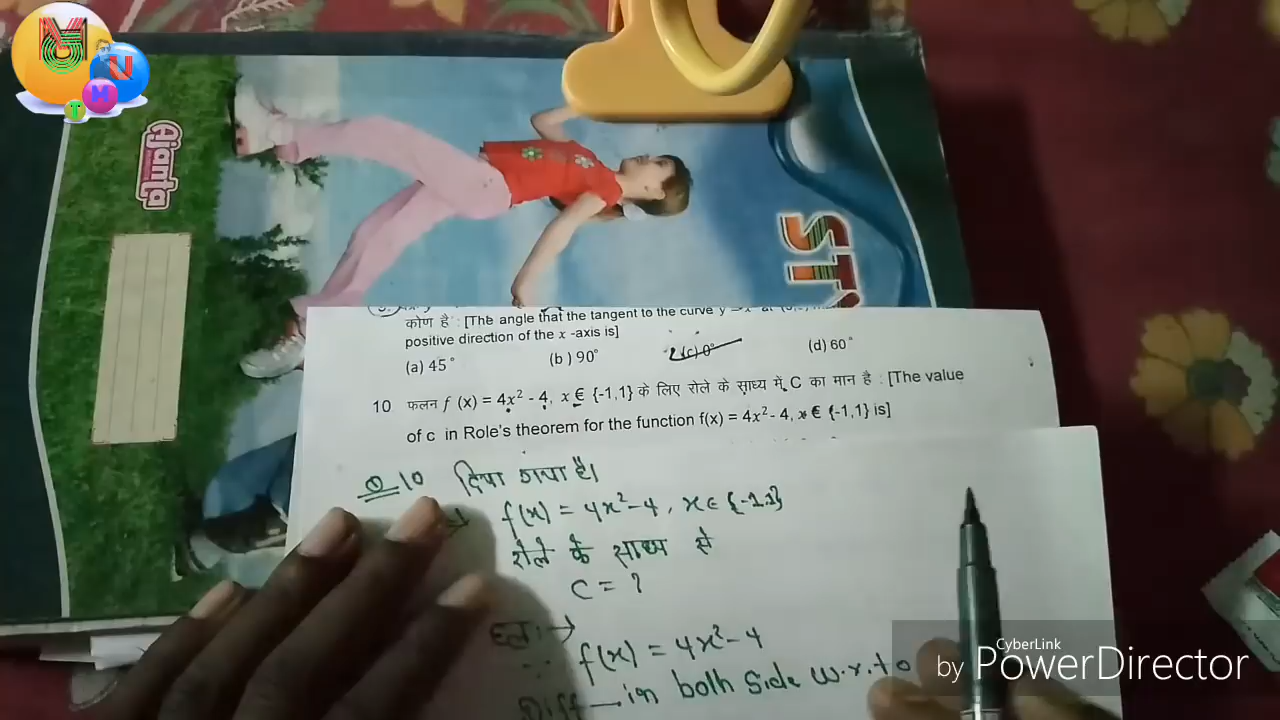 MG
U
M
T
Ajanta
STY
कोण है : [The angle that the tangent to the curve y
positive direction of the x -axis is]
(a) 45° (b ) 90° (c) 0° (d) 60°
10 फलन f (x) = 4x² - 4, x ∈ {-1,1} के लिए रोले के साध्य में C का मान है : [The value
of c in Role's theorem for the function f(x) = 4x² - 4, x ∈ {-1,1} is]
Q 10 दिया गया है।
f(x) = 4x² - 4, x ∈ {-1,1}
रोले के साध्य से
C = ?
हल :→
∵ f(x) = 4x² - 4
Diff in both side w.r.to
CyberLink
by PowerDirector